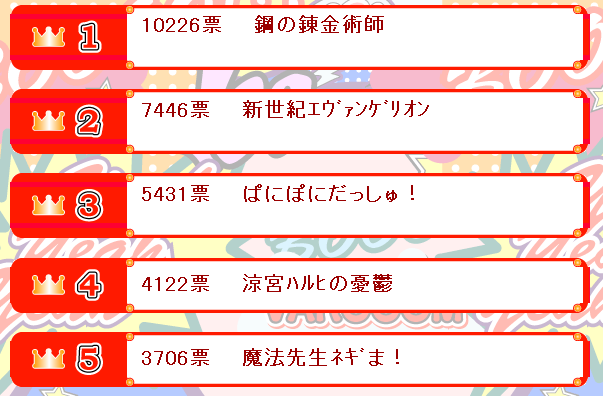 1 10226票 鋼の錬金術師
2 7446票 新世紀ｴｳﾞｧﾝｹﾞﾘｵﾝ
3 5431票 ぱにぽにだっしゅ！
4 4122票 涼宮ﾊﾙﾋの憂鬱
5 3706票 魔法先生ﾈｷﾞま！